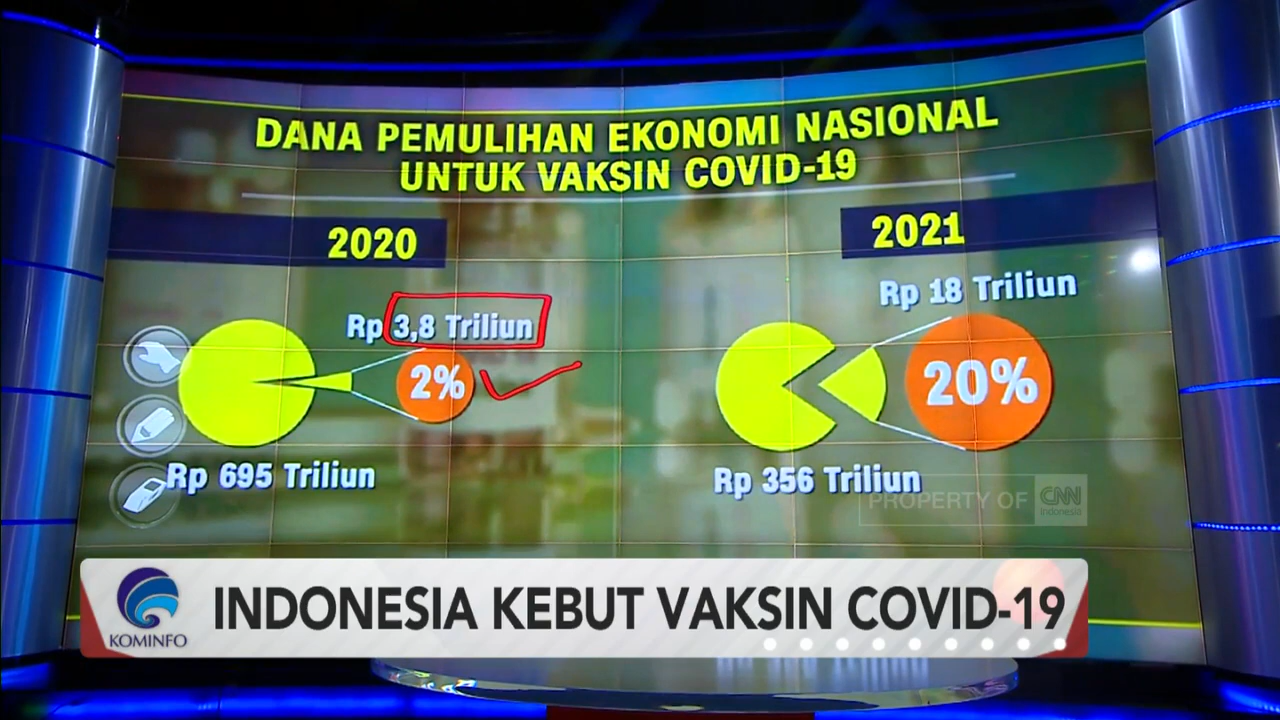 DANA PEMULIHAN EKONOMI NASIONAL
UNTUK VAKSIN COVID-19
2020
Rp 3,8 Triliun
2%
Rp 695 Triliun
2021
Rp 18 Triliun
20%
Rp 356 Triliun
PROPERTY OF CNN Indonesia
KOMINFO
INDONESIA KEBUT VAKSIN COVID-19